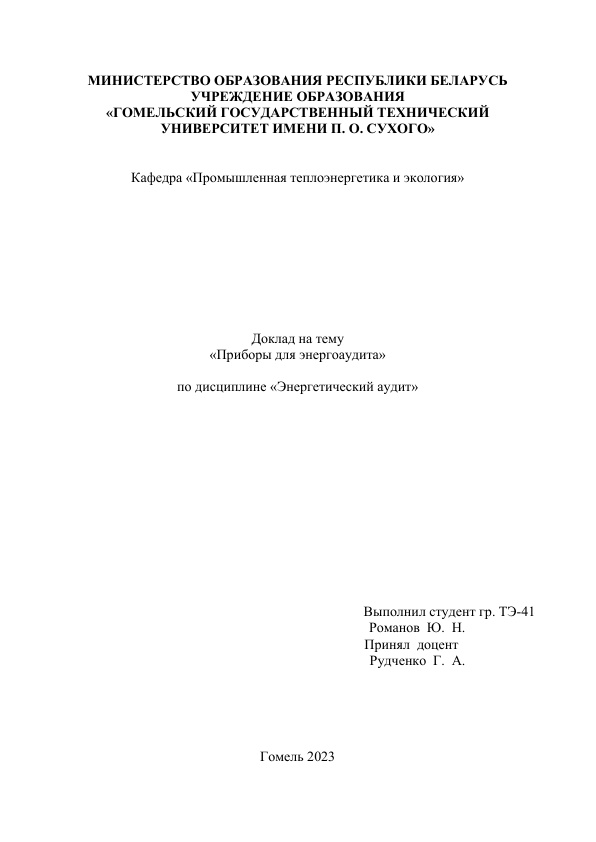 МИНИСТЕРСТВО ОБРАЗОВАНИЯ РЕСПУБЛИКИ БЕЛАРУСЬ
УЧРЕЖДЕНИЕ ОБРАЗОВАНИЯ
«ГОМЕЛЬСКИЙ ГОСУДАРСТВЕННЫЙ ТЕХНИЧЕСКИЙ
УНИВЕРСИТЕТ ИМЕНИ П. О. СУХОГО»
Кафедра «Промышленная теплоэнергетика и экология»
Доклад на тему
«Приборы для энергоаудита»
по дисциплине «Энергетический аудит»
Выполнил студент гр. ТЭ-41
Романов Ю. Н.
Принял доцент
Рудченко Г. А.
Гомель 2023